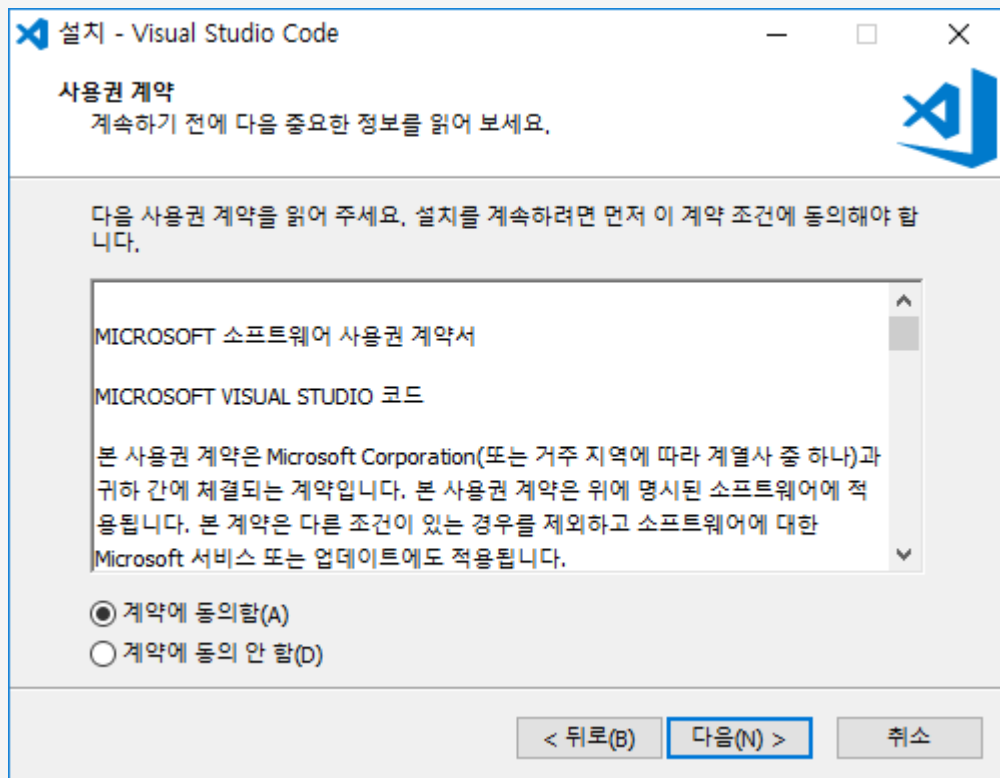 설치 - Visual Studio Code
사용권 계약
계속하기 전에 다음 중요한 정보를 읽어 보세요.
다음 사용권 계약을 읽어 주세요. 설치를 계속하려면 먼저 이 계약 조건에 동의해야 합
니다.
MICROSOFT 소프트웨어 사용권 계약서
MICROSOFT VISUAL STUDIO 코드
본 사용권 계약은 Microsoft Corporation(또는 거주 지역에 따라 계열사 중 하나)과
귀하 간에 체결되는 계약입니다. 본 사용권 계약은 위에 명시된 소프트웨어에 적
용됩니다. 본 계약은 다른 조건이 있는 경우를 제외하고 소프트웨어에 대한
Microsoft 서비스 또는 업데이트에도 적용됩니다.
계약에 동의함(A)
계약에 동의 안 함(D)
< 뒤로(B) 다음(N) > 취소